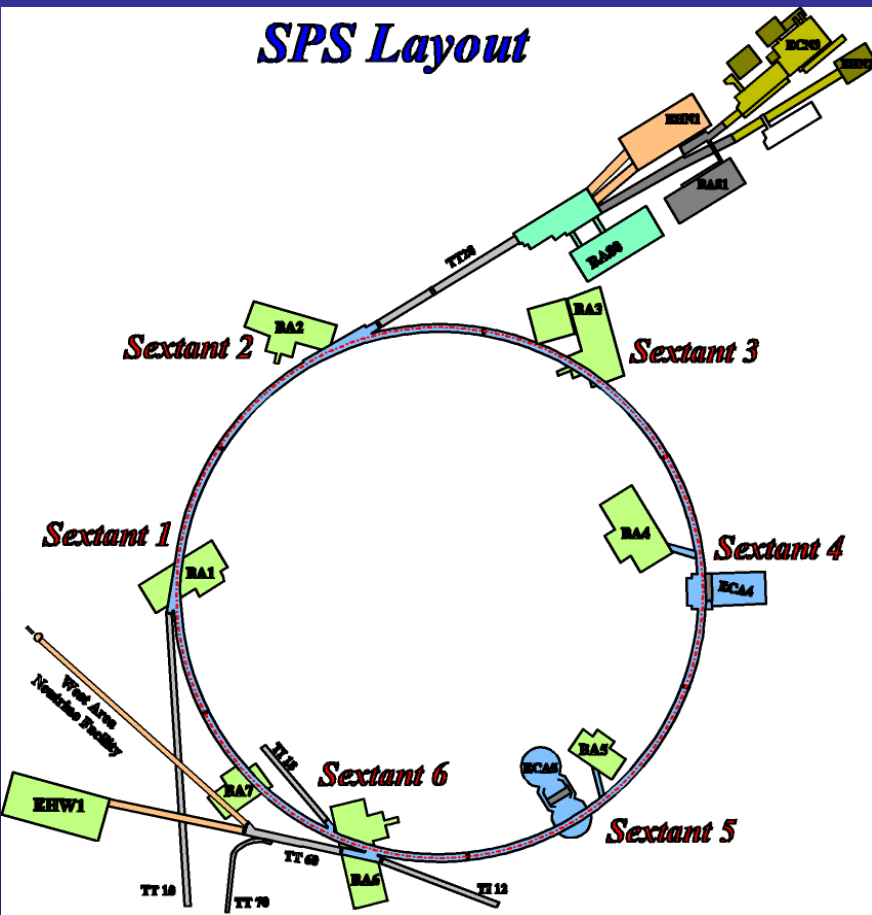 SPS Layout
ECN3
EHN1
BA81
BA80
TT20
BA2
BA3
Sextant 2
Sextant 3
BA4
Sextant 1
Sextant 4
BA1
ECA4
West Area
Neutrino Facility
BA5
ECA5
TI 18
Sextant 6
BA7
EHW1
Sextant 5
TT 60
BA6
TT 10
TI 12
TT 70